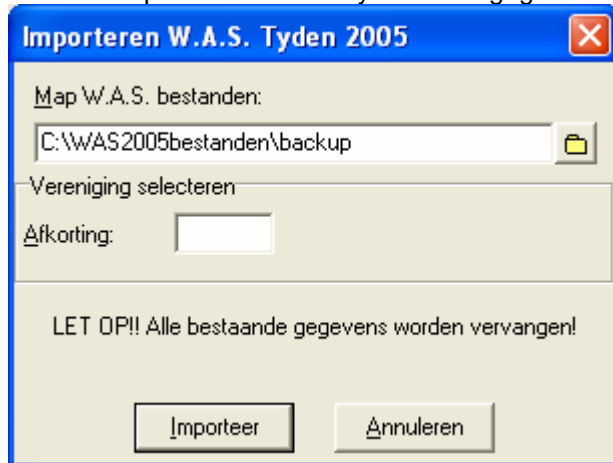 Importeren W.A.S. Tyden 2005
Map W.A.S. bestanden:
C:\WAS2005bestanden\backup
Vereniging selecteren
Afkorting:
LET OP!! Alle bestaande gegevens worden vervangen!
Importeer Annuleren